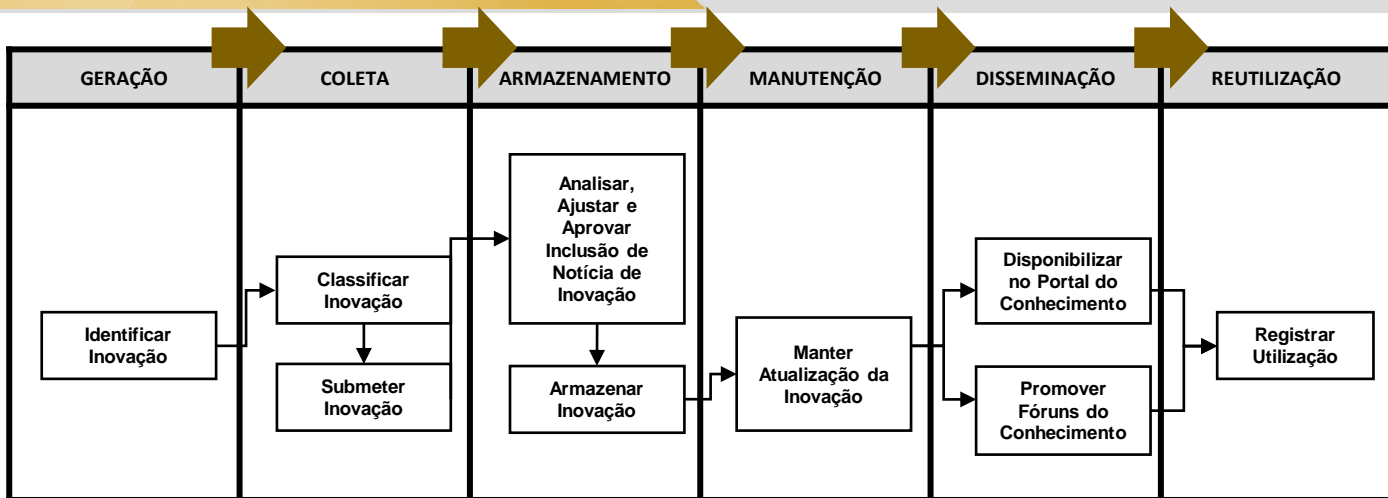 GERAÇÃO
COLETA
ARMAZENAMENTO
MANUTENÇÃO
DISSEMINAÇÃO
REUTILIZAÇÃO
Identificar
Inovação
Classificar
Inovação
Submeter
Inovação
Analisar,
Ajustar e
Aprovar
Inclusão de
Notícia de
Inovação
Armazenar
Inovação
Manter
Atualização da
Inovação
Disponibilizar
no Portal do
Conhecimento
Promover
Fóruns do
Conhecimento
Registrar
Utilização